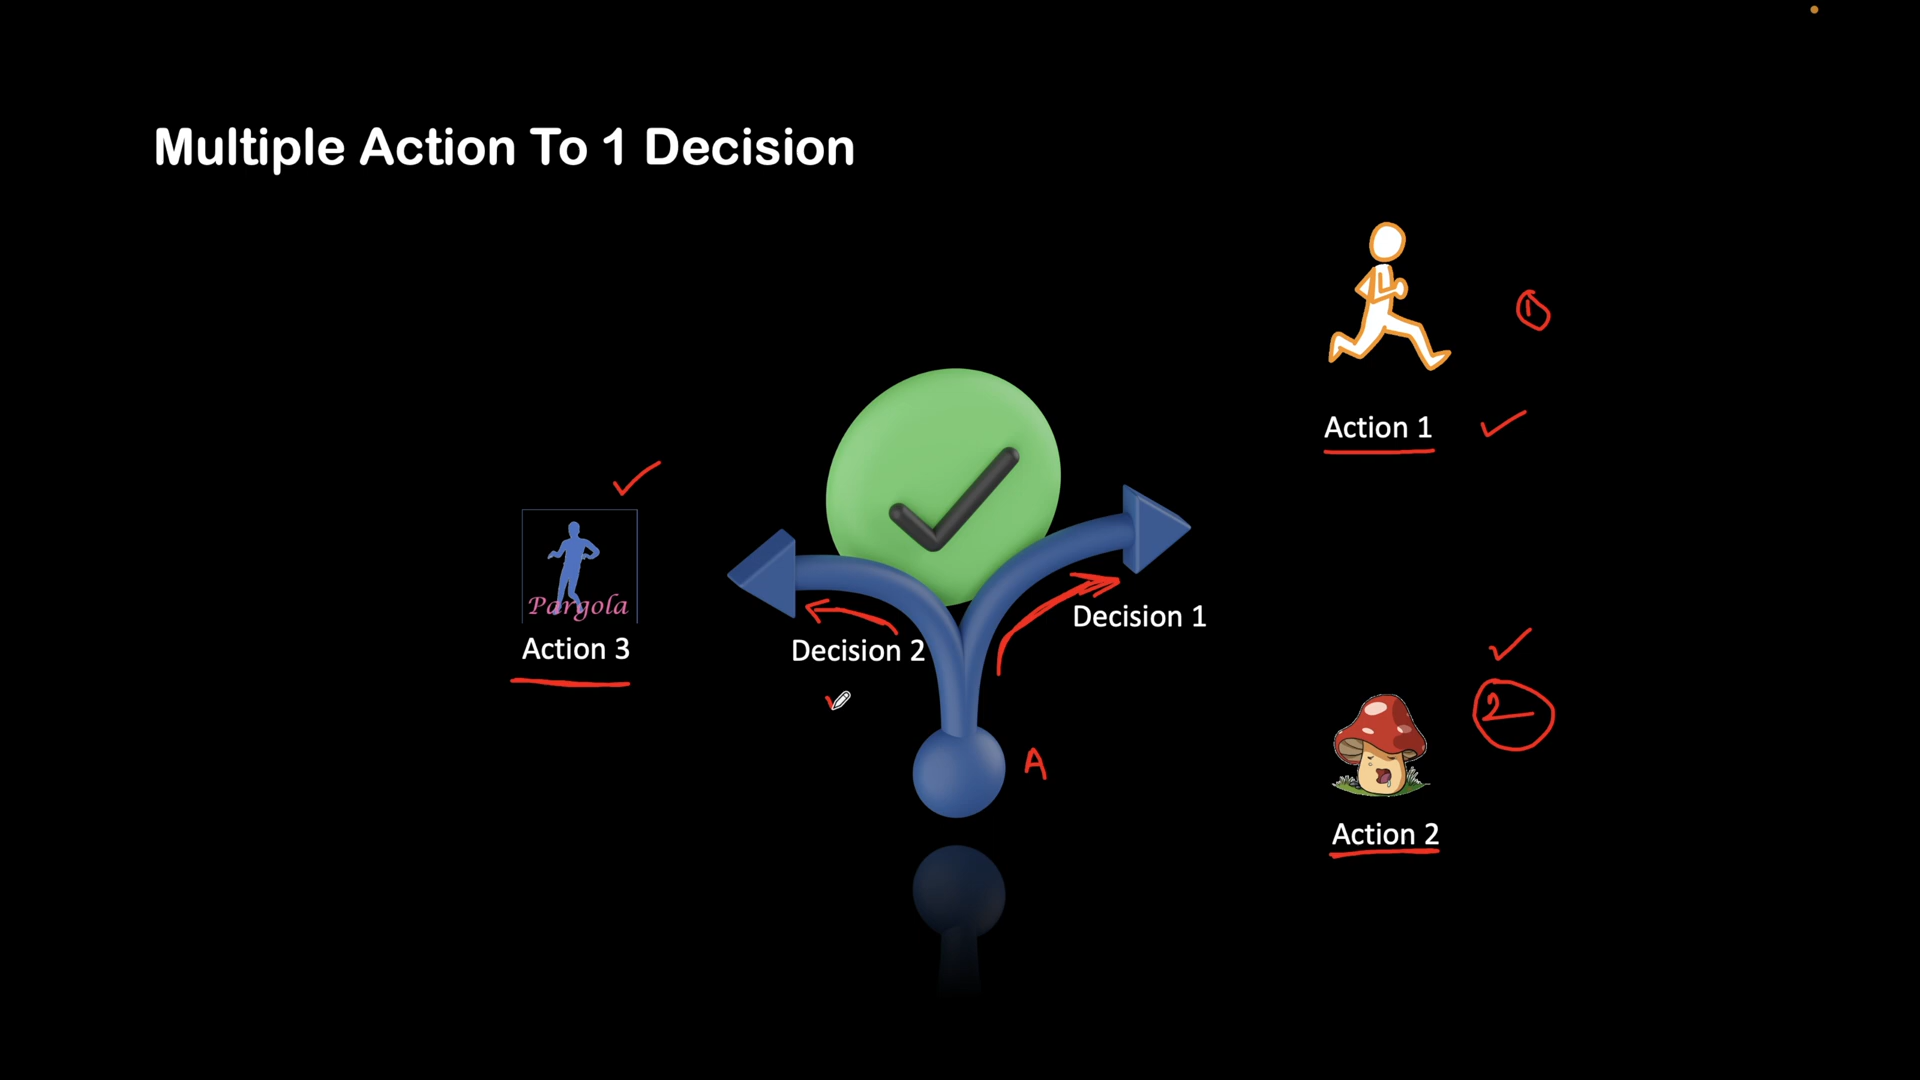 Multiple Action To 1 Decision
1
Action 1
Pargola
Action 3
Decision 2
Decision 1
A
2
Action 2